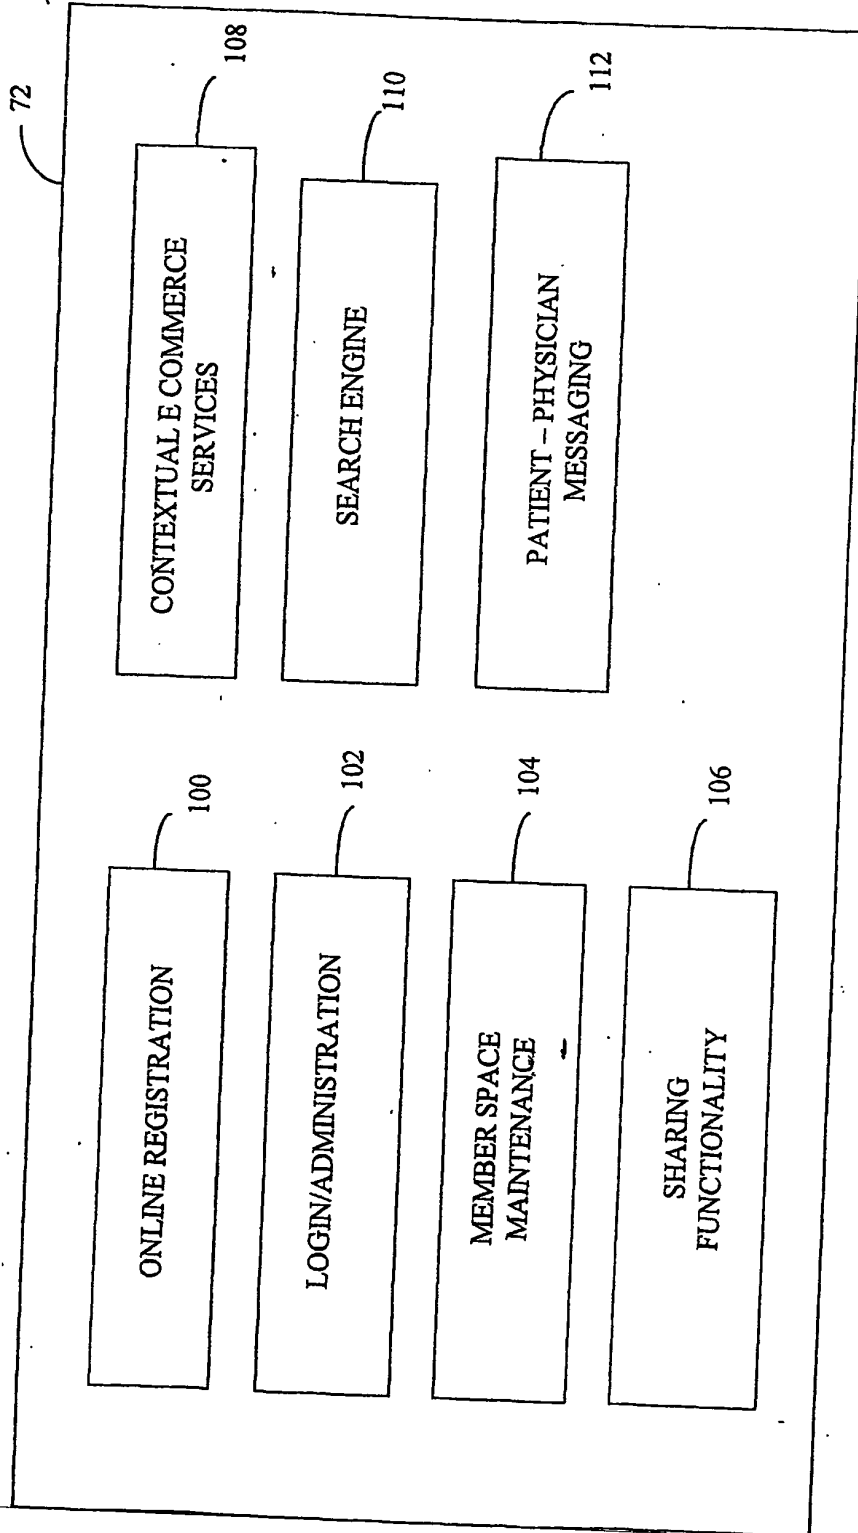 72
ONLINE REGISTRATION
100
LOGIN/ADMINISTRATION
102
MEMBER SPACE
MAINTENANCE
104
SHARING
FUNCTIONALITY
106
CONTEXTUAL E COMMERCE
SERVICES
108
SEARCH ENGINE
110
PATIENT – PHYSICIAN
MESSAGING
112